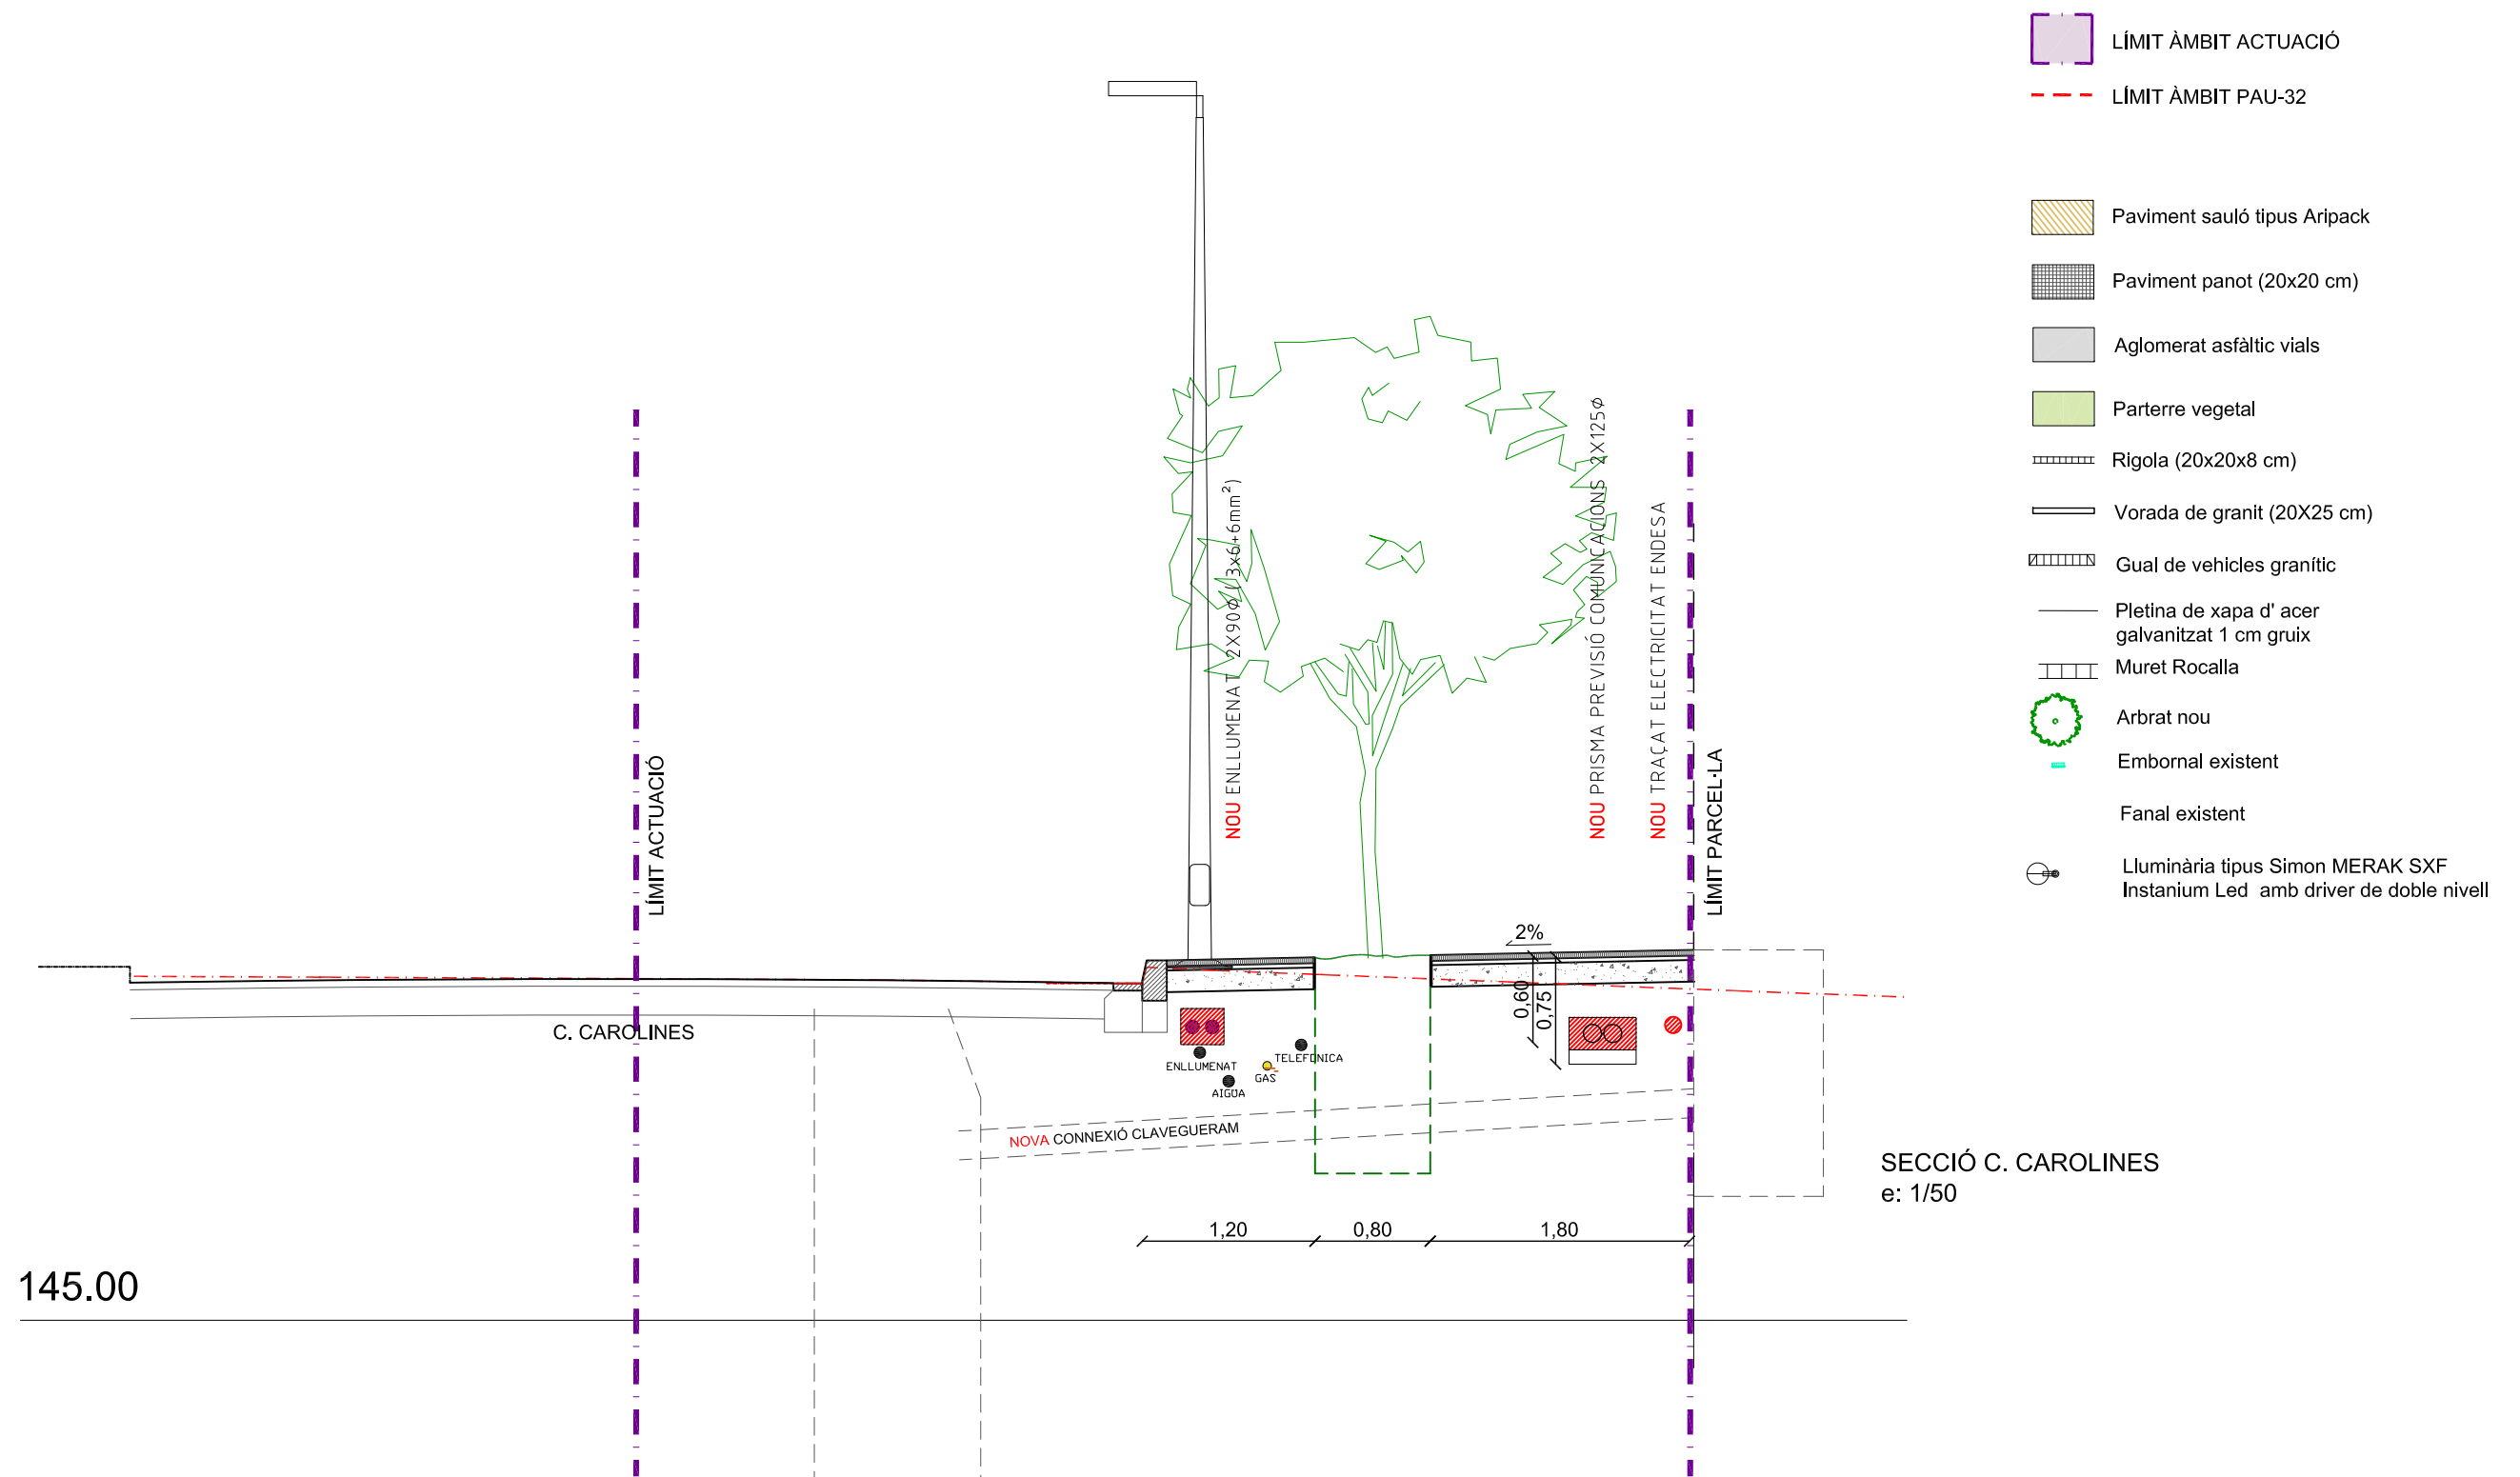 LÍMIT ÀMBIT ACTUACIÓ
LÍMIT ÀMBIT PAU-32
Paviment sauló tipus Aripack
Paviment panot (20x20 cm)
Aglomerat asfàltic vials
Parterre vegetal
Rigola (20x20x8 cm)
Vorada de granit (20X25 cm)
Gual de vehicles granític
Pletina de xapa d' acer
galvanitzat 1 cm gruix
Muret Rocalla
Arbrat nou
Embornal existent
Fanal existent
Lluminària tipus Simon MERAK SXF
Instanium Led amb driver de doble nivell
LÍMIT ACTUACIÓ
NOU ENLLUMENAT 2X90Ø ( 3x6+6mm²)
NOU PRISMA PREVISIÓ COMUNICACIONS 2X125Ø
NOU TRAÇAT ELECTRICITAT ENDESA
LÍMIT PARCEL·LA
2%
0,60
0,75
C. CAROLINES
ENLLUMENAT
TELEFONICA
GAS
AIGUA
NOVA CONNEXIÓ CLAVEGUERAM
SECCIÓ C. CAROLINES
e: 1/50
1,20
0,80
1,80
145.00